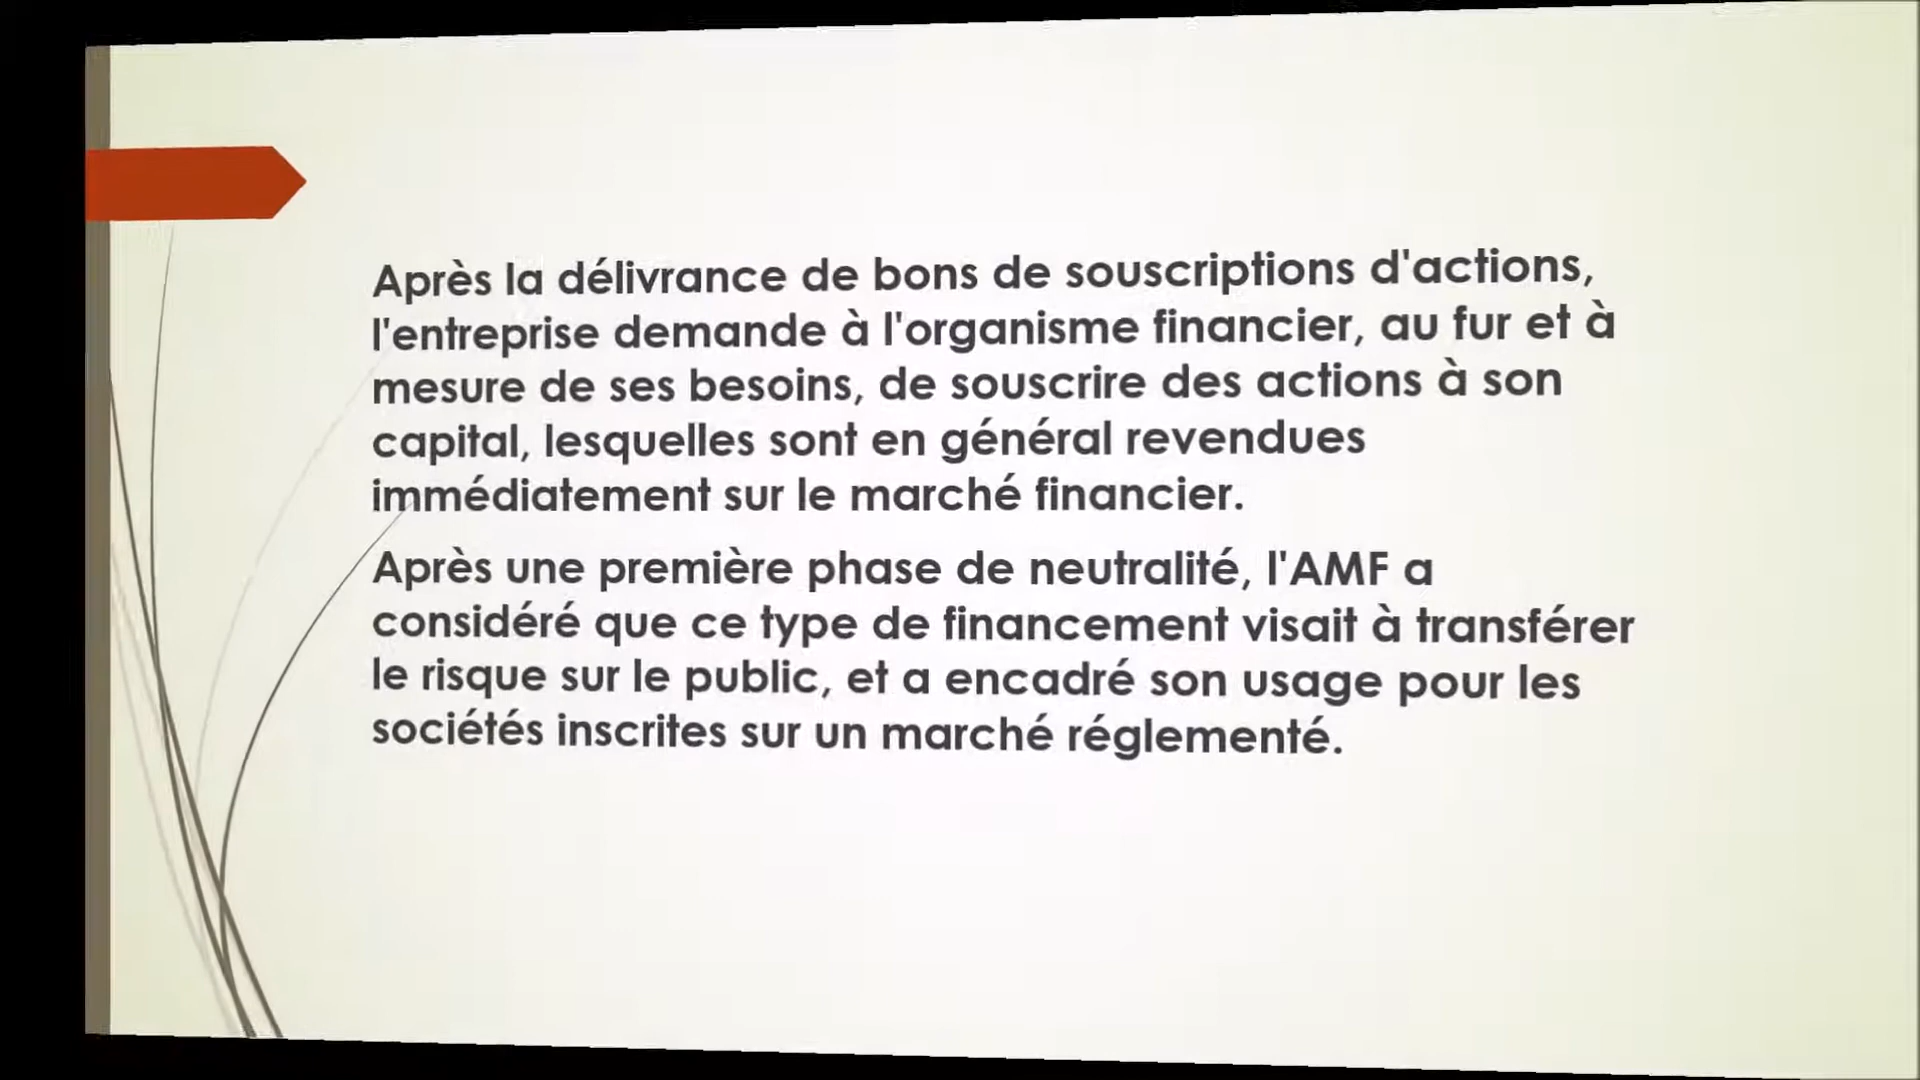 Après la délivrance de bons de souscriptions d'actions,
l'entreprise demande à l'organisme financier, au fur et à
mesure de ses besoins, de souscrire des actions à son
capital, lesquelles sont en général revendues
immédiatement sur le marché financier.
Après une première phase de neutralité, l'AMF a
considéré que ce type de financement visait à transférer
le risque sur le public, et a encadré son usage pour les
sociétés inscrites sur un marché réglementé.